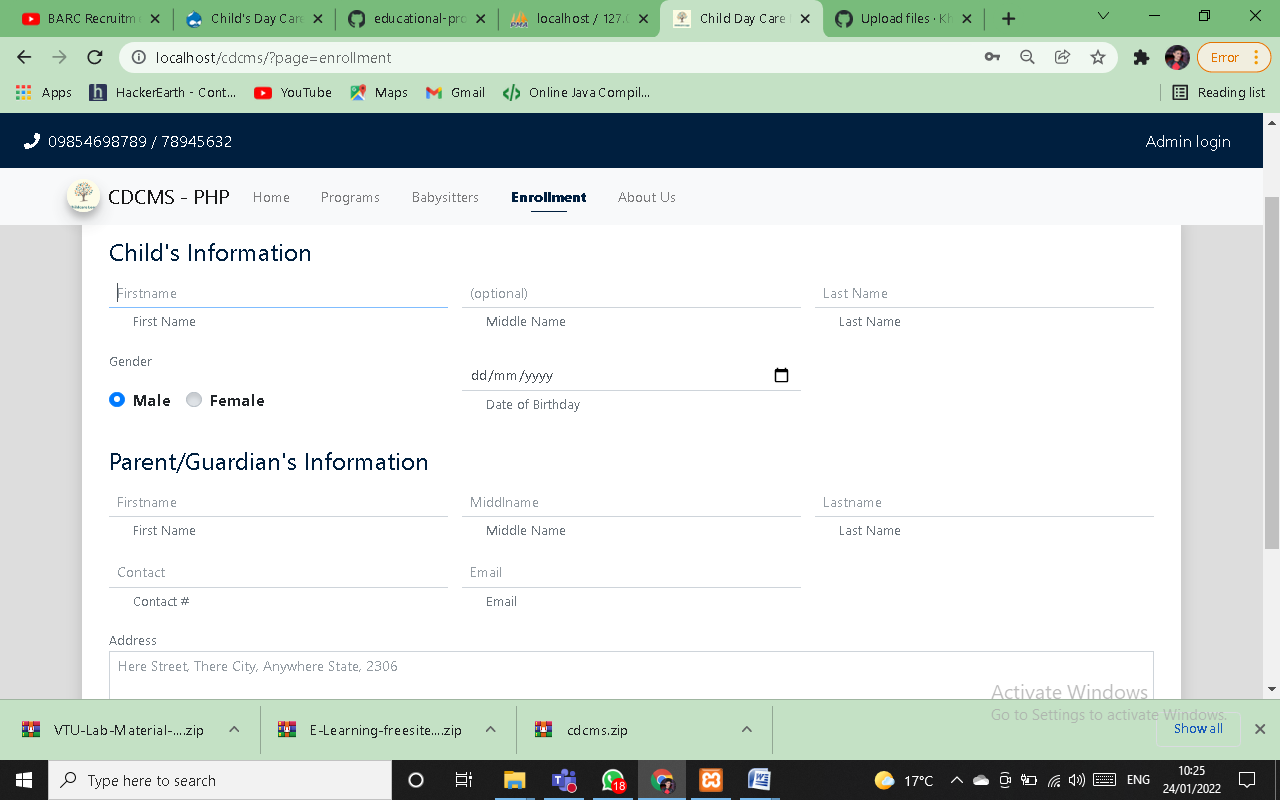 BARC Recruitm
Child's Day Care
educational-pro
localhost / 127.0
Child Day Care
Upload files · Kh
localhost/cdcms/?page=enrollment
Error
Apps
HackerEarth - Cont...
YouTube
Maps
Gmail
Online Java Compil...
Reading list
09854698789 / 78945632
Admin login
CDCMS - PHP
Home
Programs
Babysitters
Enrollment
About Us
Child's Information
Firstname
(optional)
Last Name
First Name
Middle Name
Last Name
Gender
dd/mm/yyyy
Male
Female
Date of Birthday
Parent/Guardian's Information
Firstname
Middlname
Lastname
First Name
Middle Name
Last Name
Contact
Email
Contact #
Email
Address
Here Street, There City, Anywhere State, 2306
Activate Windows
Go to Settings to activate Windows.
VTU-Lab-Material-....zip
E-Learning-freesite....zip
cdcms.zip
Show all
Type here to search
18
17°C
ENG
10:25
24/01/2022